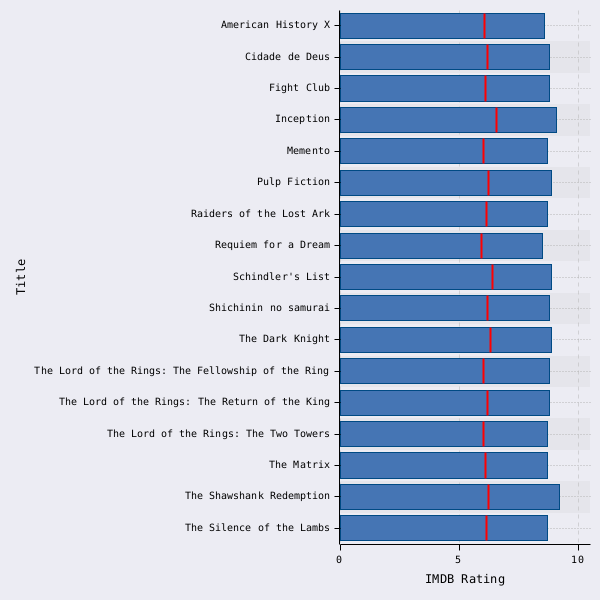 American History X
Cidade de Deus
Fight Club
Inception
Memento
Pulp Fiction
Raiders of the Lost Ark
Requiem for a Dream
Schindler's List
Shichinin no samurai
The Dark Knight
The Lord of the Rings: The Fellowship of the Ring
The Lord of the Rings: The Return of the King
The Lord of the Rings: The Two Towers
The Matrix
The Shawshank Redemption
The Silence of the Lambs
Title
0 5 10
IMDB Rating